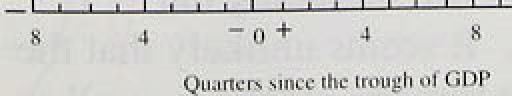 8 4 − 0 + 4 8
Quarters since the trough of GDP